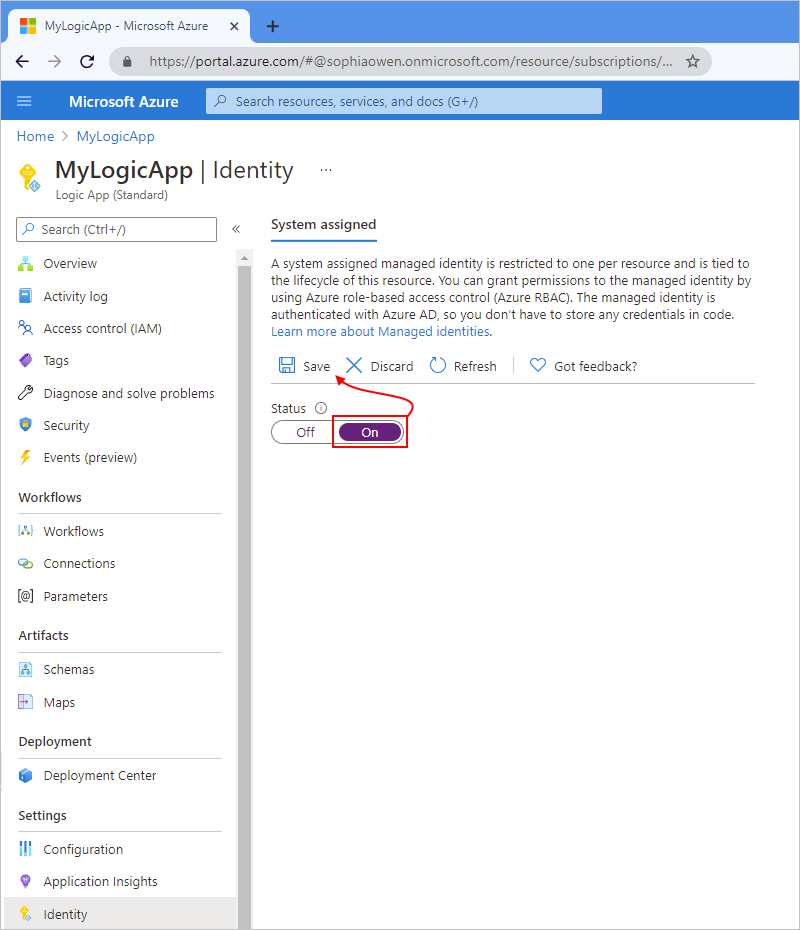 MyLogicApp - Microsoft Azure
https://portal.azure.com/#@sophiaowen.onmicrosoft.com/resource/subscriptions/...
Microsoft Azure
Search resources, services, and docs (G+/)
Home > MyLogicApp
MyLogicApp | Identity ...
Logic App (Standard)
Search (Ctrl+/) «
Overview
Activity log
Access control (IAM)
Tags
Diagnose and solve problems
Security
Events (preview)
Workflows
Workflows
Connections
Parameters
Artifacts
Schemas
Maps
Deployment
Deployment Center
Settings
Configuration
Application Insights
Identity
System assigned
A system assigned managed identity is restricted to one per resource and is tied to
the lifecycle of this resource. You can grant permissions to the managed identity by
using Azure role-based access control (Azure RBAC). The managed identity is
authenticated with Azure AD, so you don't have to store any credentials in code.
Learn more about Managed identities.
Save Discard Refresh Got feedback?
Status
Off On